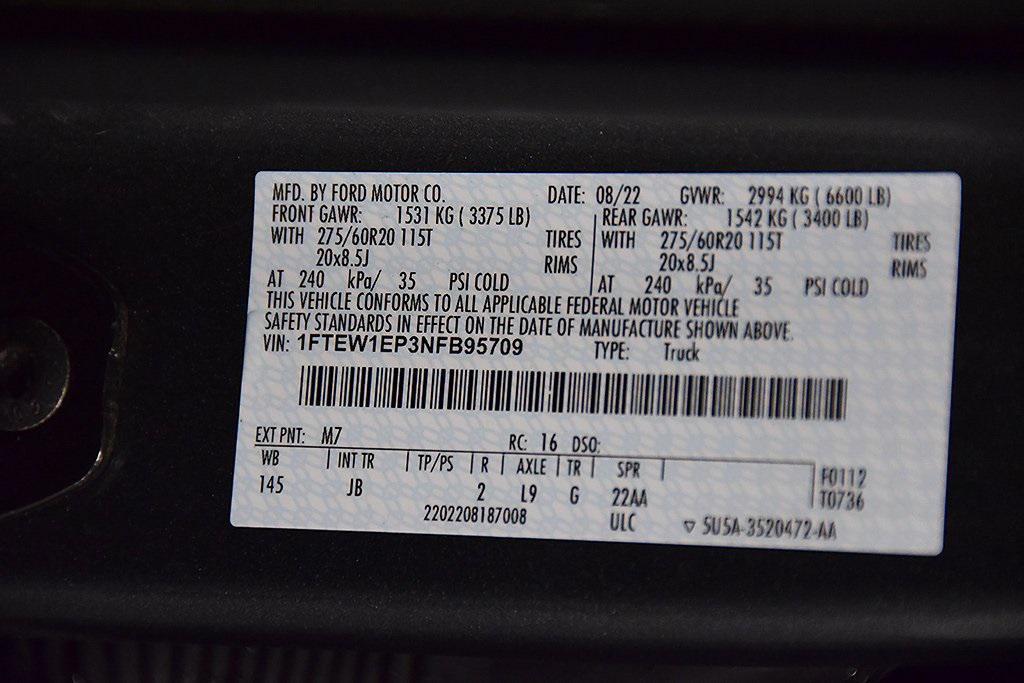 MFD. BY FORD MOTOR CO. DATE: 08/22 GVWR: 2994 KG ( 6600 LB)
FRONT GAWR: 1531 KG ( 3375 LB) REAR GAWR: 1542 KG ( 3400 LB)
WITH 275/60R20 115T TIRES WITH 275/60R20 115T TIRES
20x8.5J RIMS 20x8.5J RIMS
AT 240 kPa/ 35 PSI COLD AT 240 kPa/ 35 PSI COLD
THIS VEHICLE CONFORMS TO ALL APPLICABLE FEDERAL MOTOR VEHICLE
SAFETY STANDARDS IN EFFECT ON THE DATE OF MANUFACTURE SHOWN ABOVE.
VIN: 1FTEW1EP3NFB95709 TYPE: Truck
EXT PNT: M7 RC: 16 DSO:
WB INT TR TP/PS R AXLE TR SPR F0112
145 JB 2 L9 G 22AA T0736
2202208187008 ULC ▽ 5U5A-3520472-AA